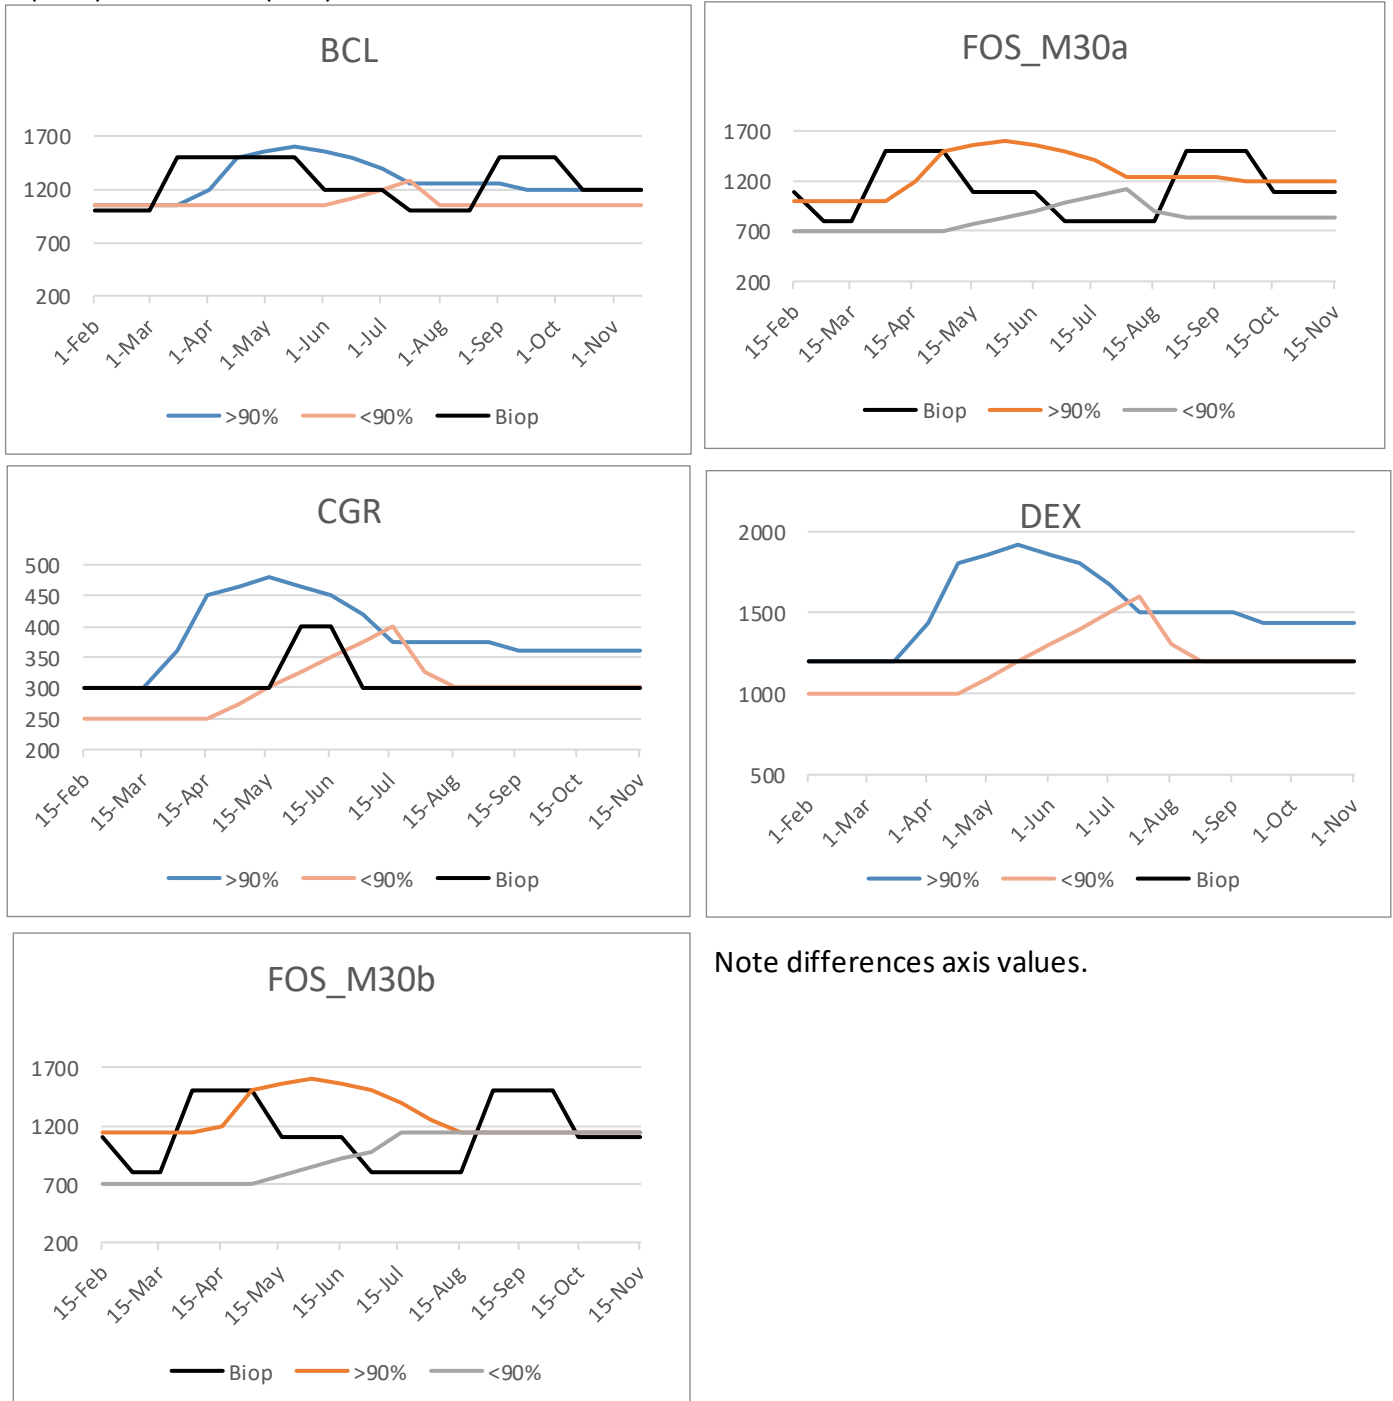 BCL
1700
1200
700
200
1-Feb
1-Mar
1-Apr
1-May
1-Jun
1-Jul
1-Aug
1-Sep
1-Oct
1-Nov
>90% <90% Biop
FOS_M30a
1700
1200
700
200
15-Feb
15-Mar
15-Apr
15-May
15-Jun
15-Jul
15-Aug
15-Sep
15-Oct
15-Nov
Biop >90% <90%
CGR
500
450
400
350
300
250
200
15-Feb
15-Mar
15-Apr
15-May
15-Jun
15-Jul
15-Aug
15-Sep
15-Oct
15-Nov
>90% <90% Biop
DEX
2000
1500
1000
500
1-Feb
1-Mar
1-Apr
1-May
1-Jun
1-Jul
1-Aug
1-Sep
1-Oct
1-Nov
>90% <90% Biop
FOS_M30b
1700
1200
700
200
15-Feb
15-Mar
15-Apr
15-May
15-Jun
15-Jul
15-Aug
15-Sep
15-Oct
15-Nov
Biop >90% <90%
Note differences axis values.